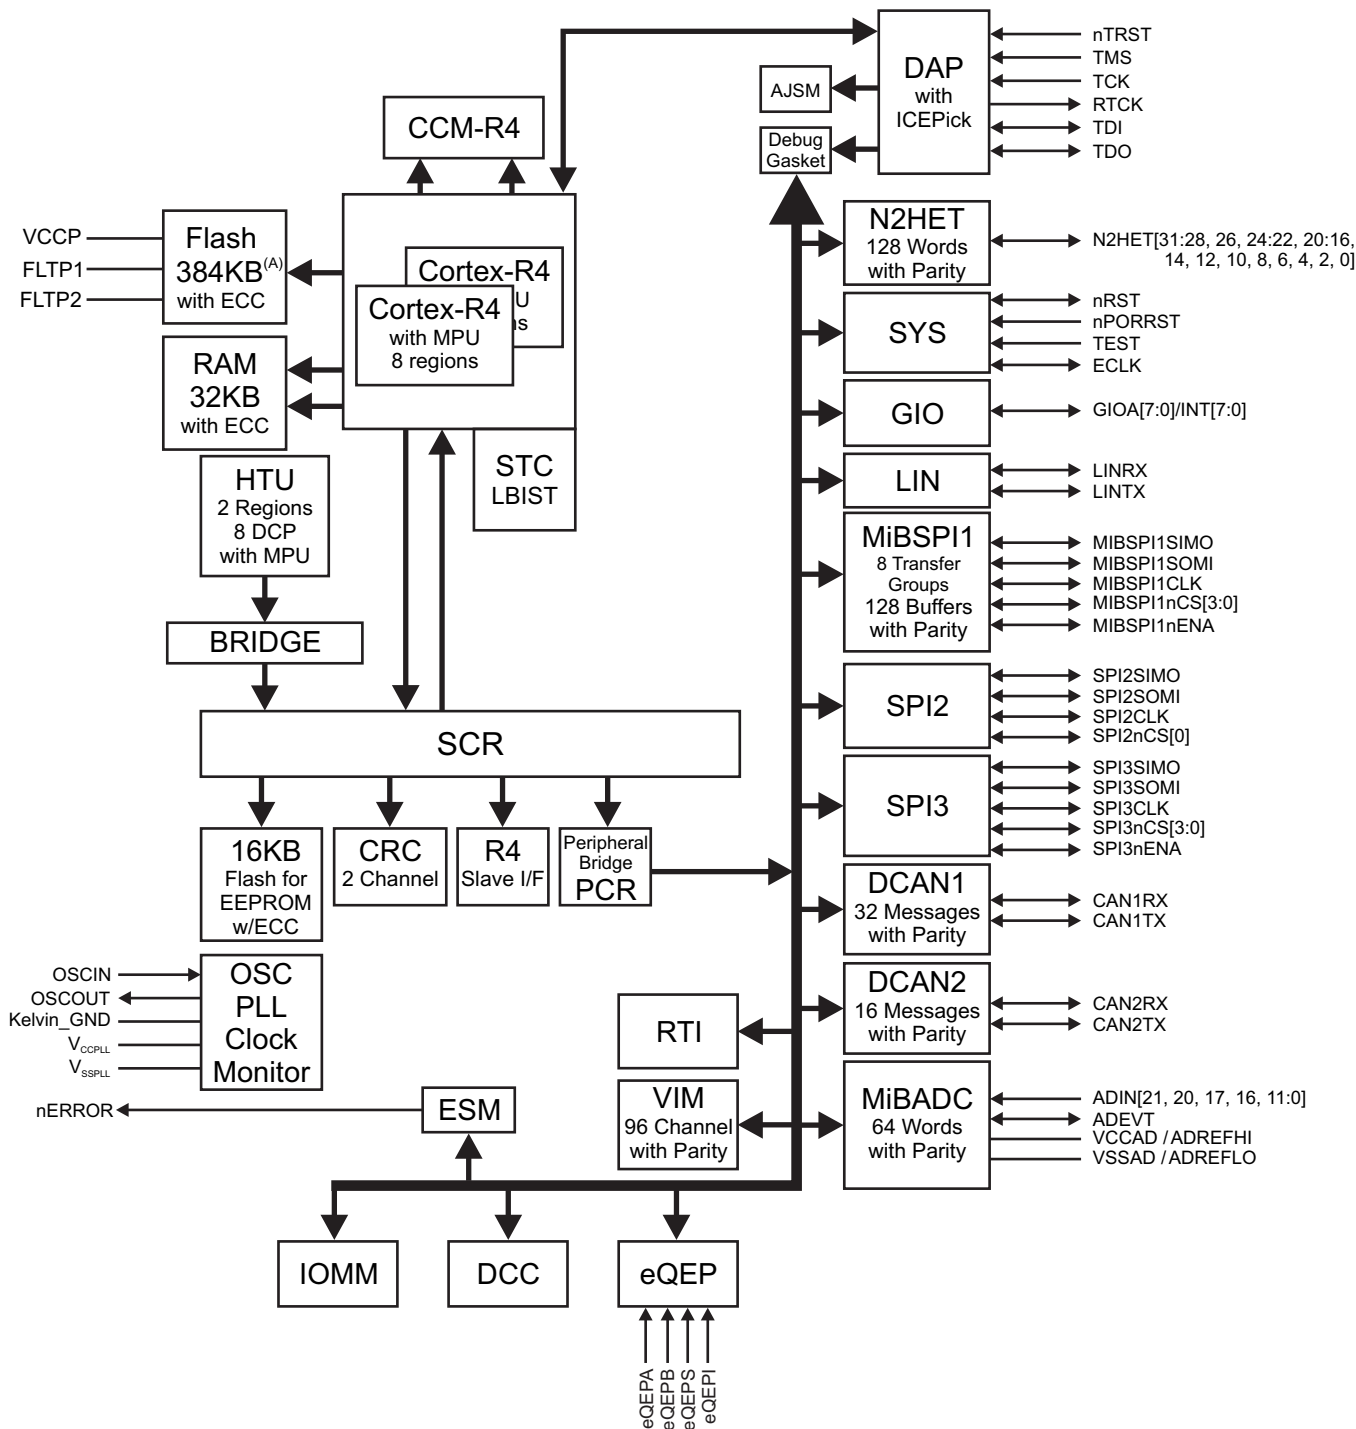 DAP
with
ICEPick
nTRST
TMS
TCK
RTCK
TDI
TDO
AJSM
Debug
Gasket
CCM-R4
VCCP
FLTP1
FLTP2
Flash
384KB(A)
with ECC
Cortex-R4
U
ns
Cortex-R4
with MPU
8 regions
RAM
32KB
with ECC
STC
LBIST
HTU
2 Regions
8 DCP
with MPU
BRIDGE
SCR
16KB
Flash for
EEPROM
w/ECC
CRC
2 Channel
R4
Slave I/F
Peripheral
Bridge
PCR
OSCIN
OSCOUT
Kelvin_GND
VCCPLL
VSSPLL
OSC
PLL
Clock
Monitor
nERROR
ESM
RTI
VIM
96 Channel
with Parity
IOMM
DCC
eQEP
eQEPA
eQEPB
eQEPS
eQEPI
N2HET
128 Words
with Parity
N2HET[31:28, 26, 24:22, 20:16,
14, 12, 10, 8, 6, 4, 2, 0]
SYS
nRST
nPORRST
TEST
ECLK
GIO
GIOA[7:0]/INT[7:0]
LIN
LINRX
LINTX
MiBSPI1
8 Transfer
Groups
128 Buffers
with Parity
MIBSPI1SIMO
MIBSPI1SOMI
MIBSPI1CLK
MIBSPI1nCS[3:0]
MIBSPI1nENA
SPI2
SPI2SIMO
SPI2SOMI
SPI2CLK
SPI2nCS[0]
SPI3
SPI3SIMO
SPI3SOMI
SPI3CLK
SPI3nCS[3:0]
SPI3nENA
DCAN1
32 Messages
with Parity
CAN1RX
CAN1TX
DCAN2
16 Messages
with Parity
CAN2RX
CAN2TX
MiBADC
64 Words
with Parity
ADIN[21, 20, 17, 16, 11:0]
ADEVT
VCCAD / ADREFHI
VSSAD / ADREFLO